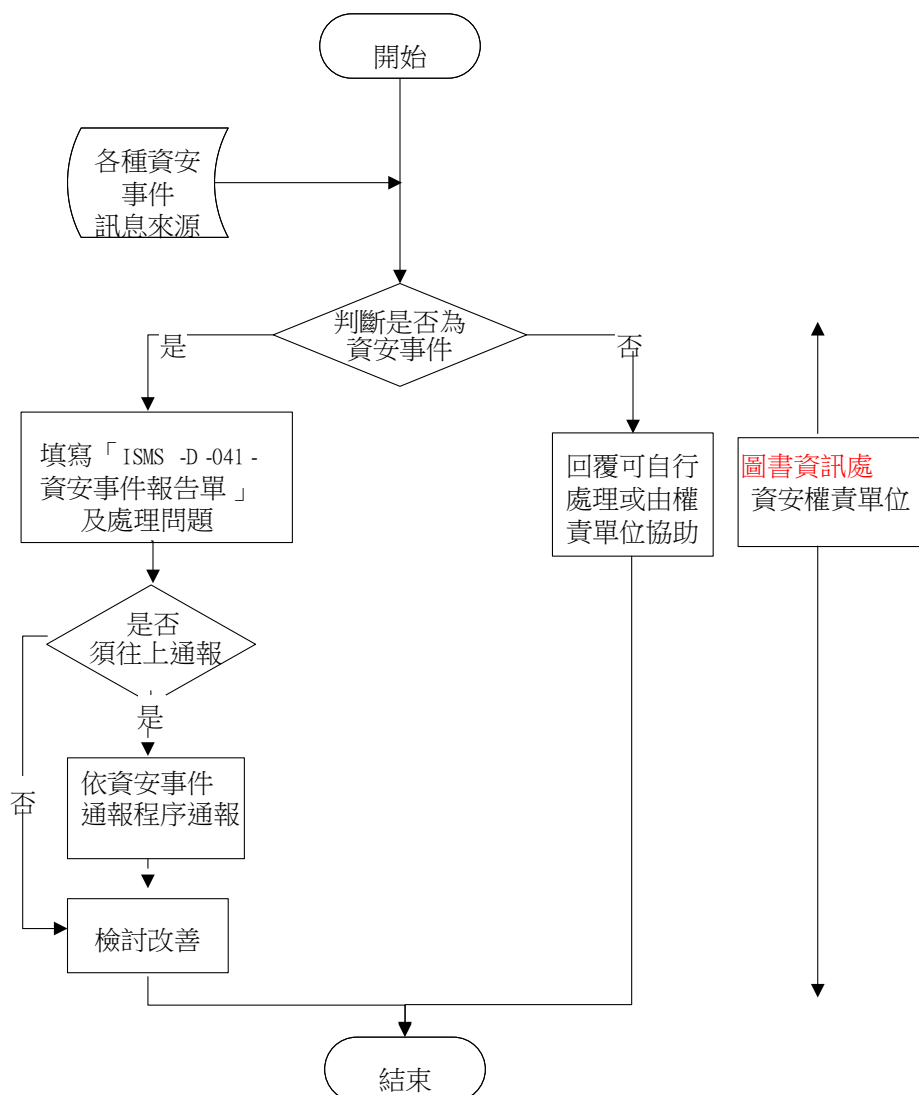 開始
各種資安
事件
訊息來源
判斷是否為
資安事件
是
否
填寫「ISMS -D -041 -
資安事件報告單 」
及處理問題
回覆可自行
處理或由權
責單位協助
圖書資訊處
資安權責單位
是否
須往上通報
是
否
依資安事件
通報程序通報
檢討改善
結束